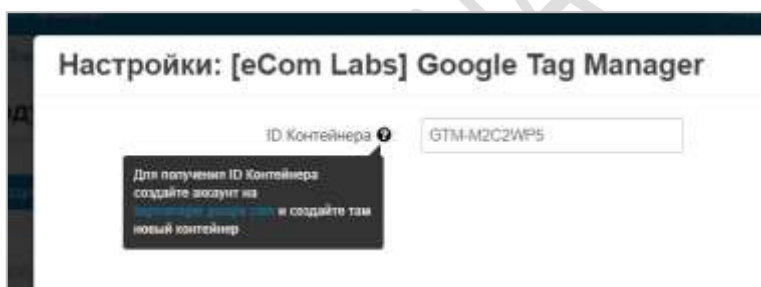 Настройки: [eCom Labs] Google Tag Manager
ID Контейнера
GTM-M2C2WP5
Для получения ID Контейнера
создайте аккаунт на
и создайте там
новый контейнер